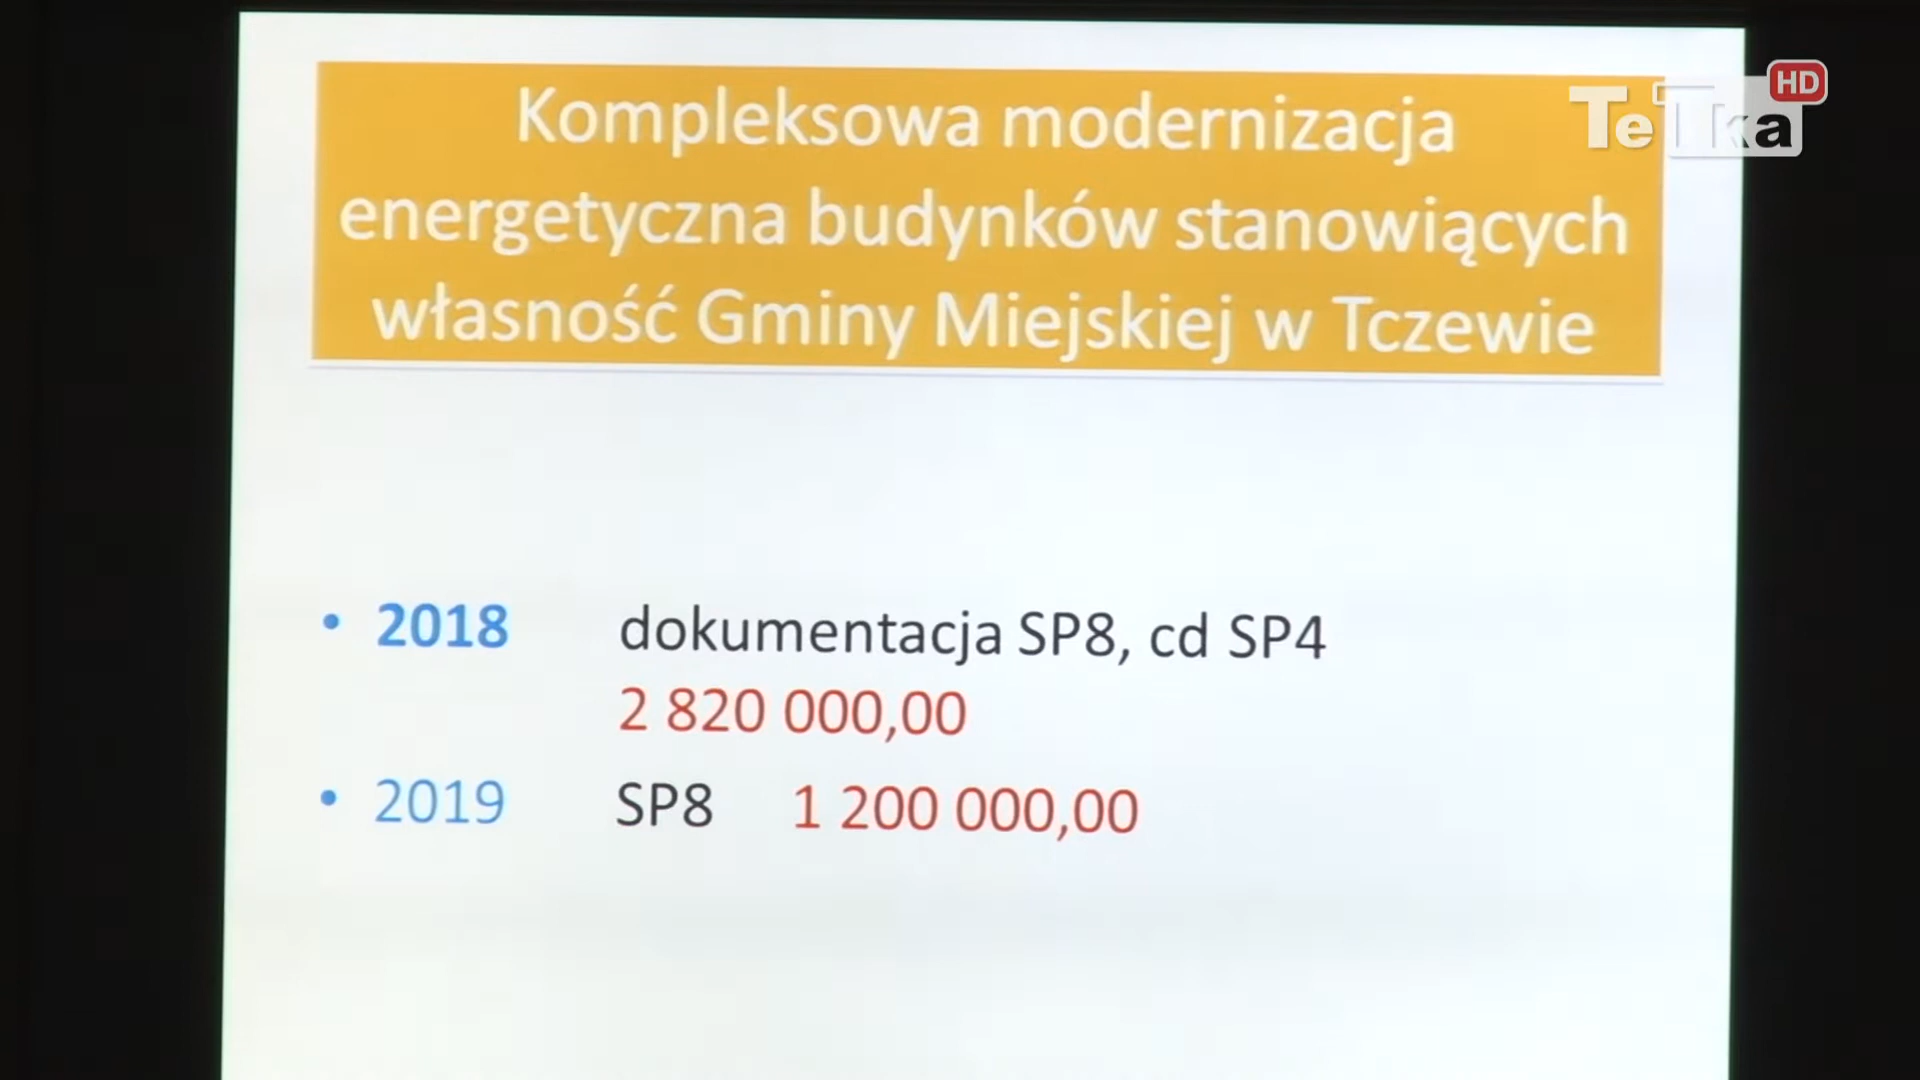 Kompleksowa modernizacja
energetyczna budynków stanowiących
własność Gminy Miejskiej w Tczewie
TeTka HD
• 2018 dokumentacja SP8, cd SP4
2 820 000,00
• 2019 SP8 1 200 000,00